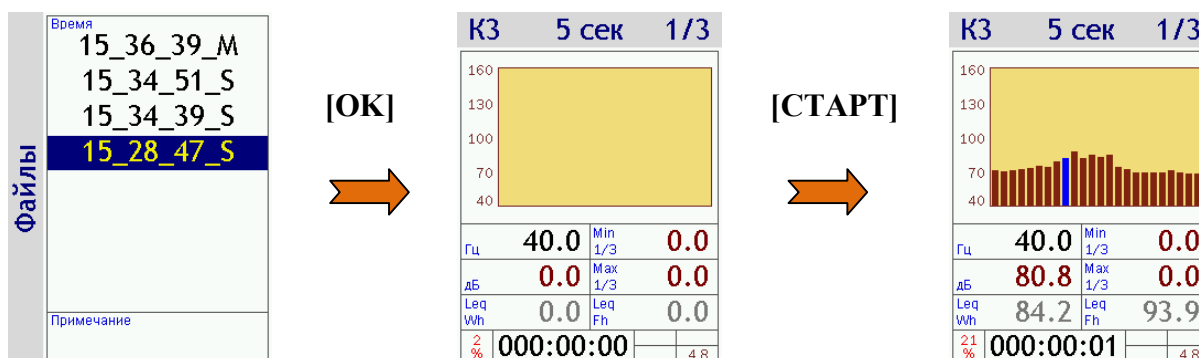 Файлы
Время
15_36_39_M
15_34_51_S
15_34_39_S
15_28_47_S
Примечание
[OK]
К3 5 сек 1/3
160
130
100
70
40
Гц 40.0 Min 1/3 0.0
дБ 0.0 Max 1/3 0.0
Leq Wh 0.0 Leq Fh 0.0
2 % 000:00:00 4.8
[СТАРТ]
К3 5 сек 1/3
160
130
100
70
40
Гц 40.0 Min 1/3 0.0
дБ 80.8 Max 1/3 0.0
Leq Wh 84.2 Leq Fh 93.9
21 % 000:00:01 4.8